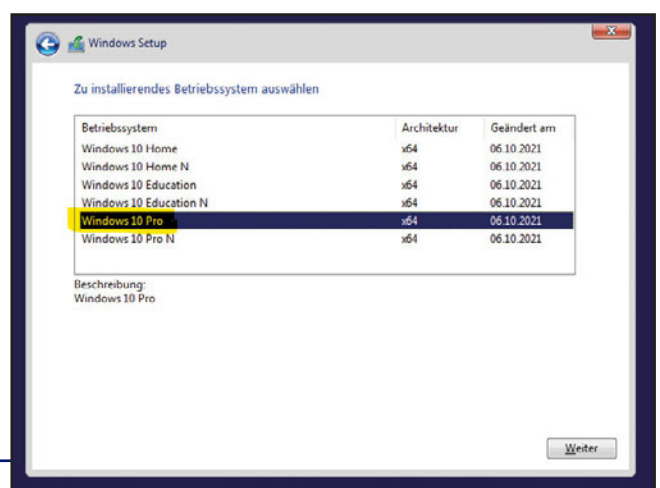 Windows Setup
Zu installierendes Betriebssystem auswählen
Betriebssystem Architektur Geändert am
Windows 10 Home x64 06.10.2021
Windows 10 Home N x64 06.10.2021
Windows 10 Education x64 06.10.2021
Windows 10 Education N x64 06.10.2021
Windows 10 Pro x64 06.10.2021
Windows 10 Pro N x64 06.10.2021
Beschreibung:
Windows 10 Pro
Weiter